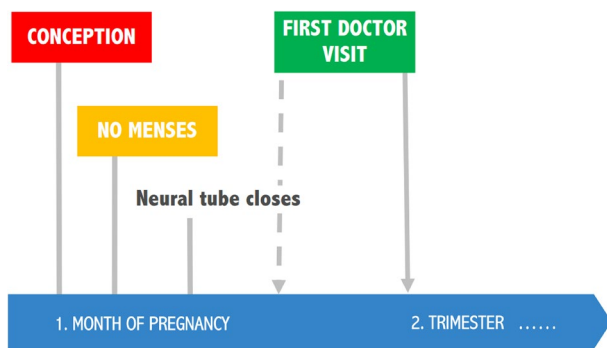 CONCEPTION
FIRST DOCTOR
VISIT
NO MENSES
Neural tube closes
1. MONTH OF PREGNANCY
2. TRIMESTER ......